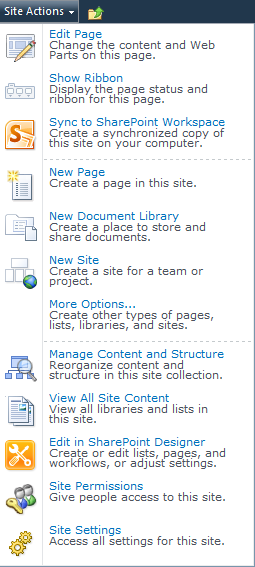 Site Actions
Edit Page
Change the content and Web
Parts on this page.
Show Ribbon
Display the page status and
ribbon for this page.
Sync to SharePoint Workspace
Create a synchronized copy of
this site on your computer.
New Page
Create a page in this site.
New Document Library
Create a place to store and
share documents.
New Site
Create a site for a team or
project.
More Options...
Create other types of pages,
lists, libraries, and sites.
Manage Content and Structure
Reorganize content and
structure in this site collection.
View All Site Content
View all libraries and lists in
this site.
Edit in SharePoint Designer
Create or edit lists, pages, and
workflows, or adjust settings.
Site Permissions
Give people access to this site.
Site Settings
Access all settings for this site.